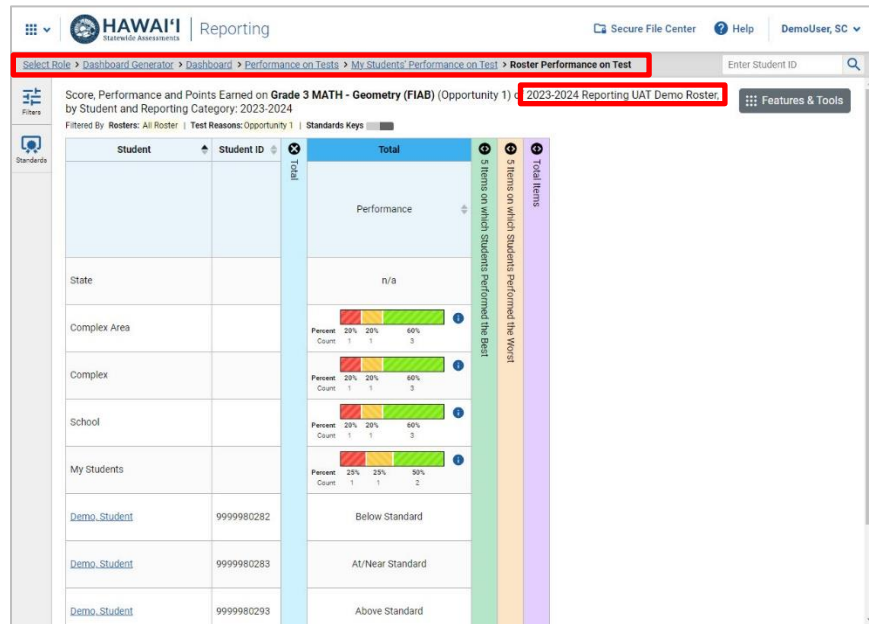 HAWAI‘I
Statewide Assessments
Reporting
Secure File Center
Help
DemoUser, SC
Select Role > Dashboard Generator > Dashboard > Performance on Tests > My Students' Performance on Test > Roster Performance on Test
Enter Student ID
Filters
Standards
Score, Performance and Points Earned on Grade 3 MATH - Geometry (FIAB) (Opportunity 1) 2023-2024 Reporting UAT Demo Roster,
by Student and Reporting Category: 2023-2024
Features & Tools
Filtered By Rosters: All Roster | Test Reasons: Opportunity 1 | Standards Keys
Student
Student ID
Total
Total
5 Items on which Students Performed the Best
5 Items on which Students Performed the Worst
Total Items
Performance
State
n/a
Complex Area
Percent 20% 20% 60%
Count 1 1 3
Complex
Percent 20% 20% 60%
Count 1 1 3
School
Percent 20% 20% 60%
Count 1 1 3
My Students
Percent 25% 25% 50%
Count 1 1 2
Demo, Student 9999980282 Below Standard
Demo, Student 9999980283 At/Near Standard
Demo, Student 9999980293 Above Standard